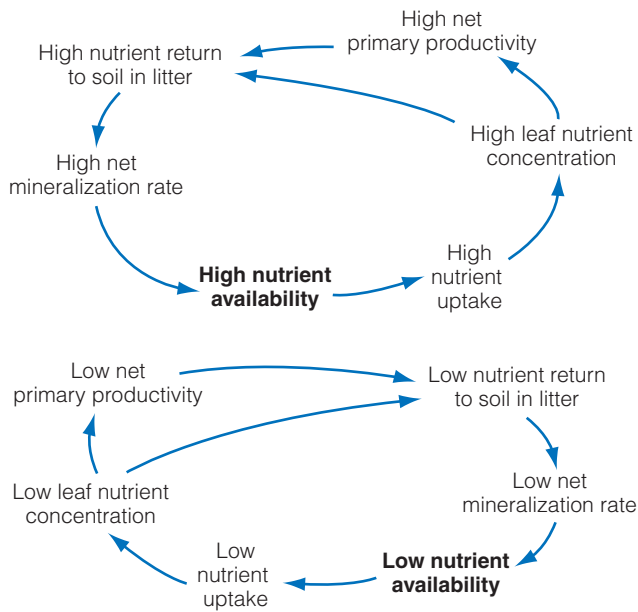 High net
primary productivity
High nutrient return
to soil in litter
High leaf nutrient
concentration
High net
mineralization rate
High
nutrient
uptake
High nutrient
availability
Low net
primary productivity
Low nutrient return
to soil in litter
Low leaf nutrient
concentration
Low net
mineralization rate
Low
nutrient
uptake
Low nutrient
availability